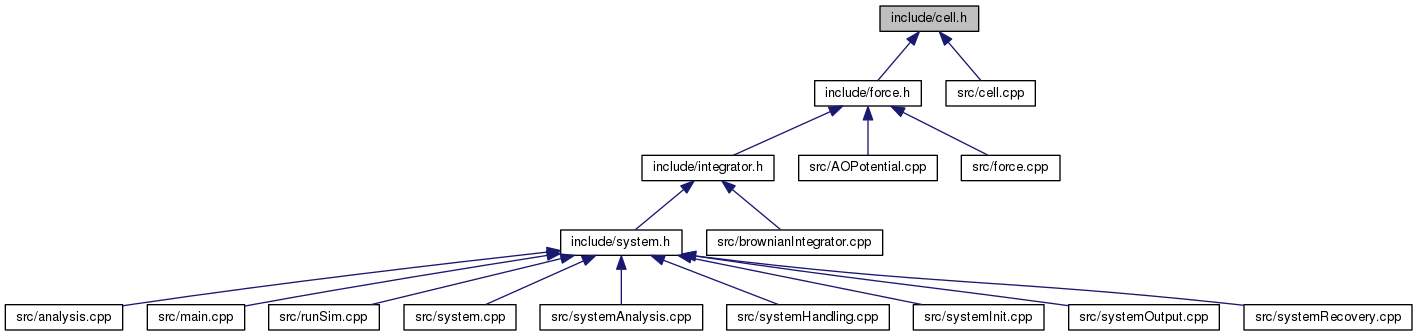 include/cell.h
include/force.h
src/cell.cpp
include/integrator.h
src/AOPotential.cpp
src/force.cpp
include/system.h
src/brownianIntegrator.cpp
src/analysis.cpp
src/main.cpp
src/runSim.cpp
src/system.cpp
src/systemAnalysis.cpp
src/systemHandling.cpp
src/systemInit.cpp
src/systemOutput.cpp
src/systemRecovery.cpp